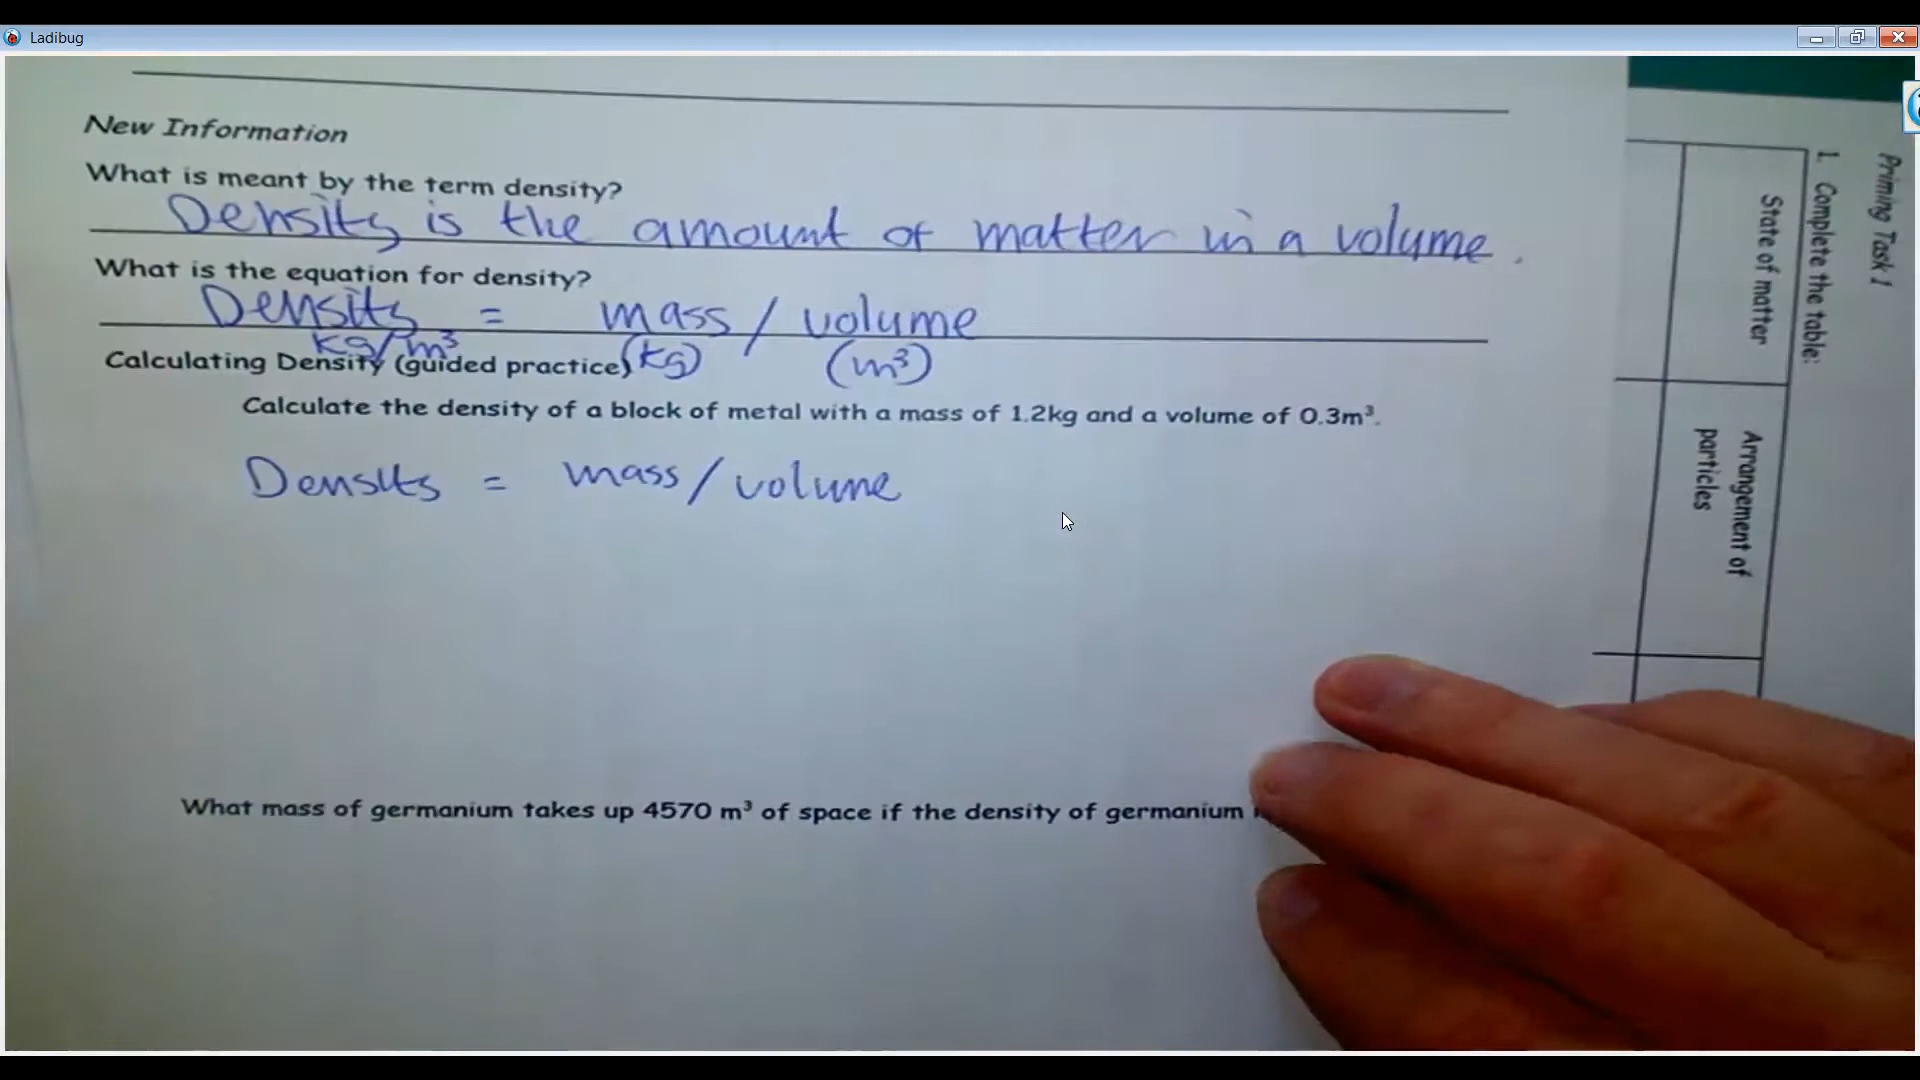 Ladibug
New Information
What is meant by the term density?
Density is the amount of matter in a volume.
What is the equation for density?
Density = mass / volume
kg/m³ (kg) (m³)
Calculating Density (guided practice)
Calculate the density of a block of metal with a mass of 1.2kg and a volume of 0.3m³.
Density = mass / volume
What mass of germanium takes up 4570 m³ of space if the density of germanium
Priming Task 1
1. Complete the table:
State of matter
Arrangement of
particles